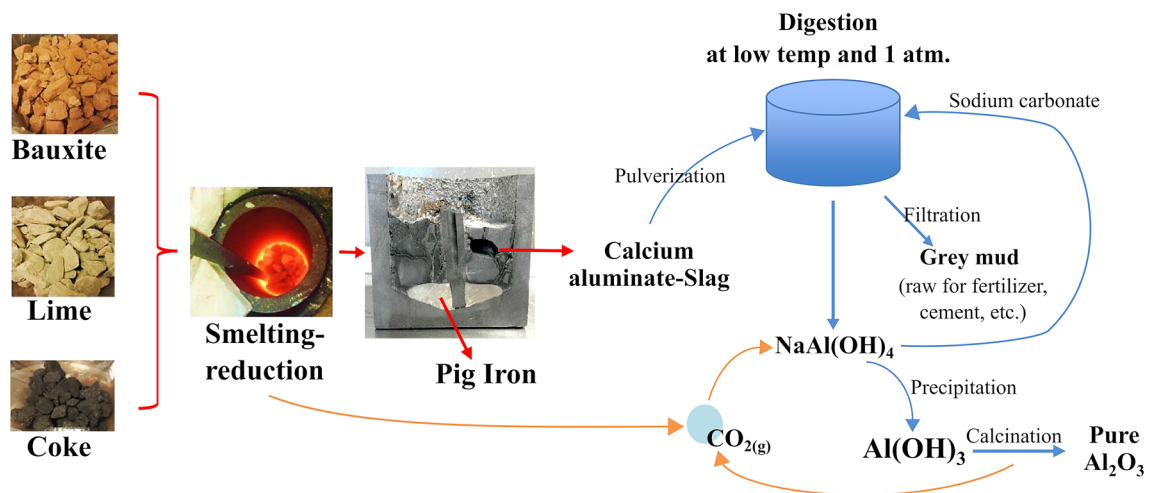 Bauxite
Lime
Coke
Smelting-
reduction
Pig Iron
Calcium
aluminate-Slag
Pulverization
Digestion
at low temp and 1 atm.
Sodium carbonate
Filtration
Grey mud
(raw for fertilizer,
cement, etc.)
NaAl(OH)₄
Precipitation
CO₂(g)
Al(OH)₃
Calcination
Pure
Al₂O₃